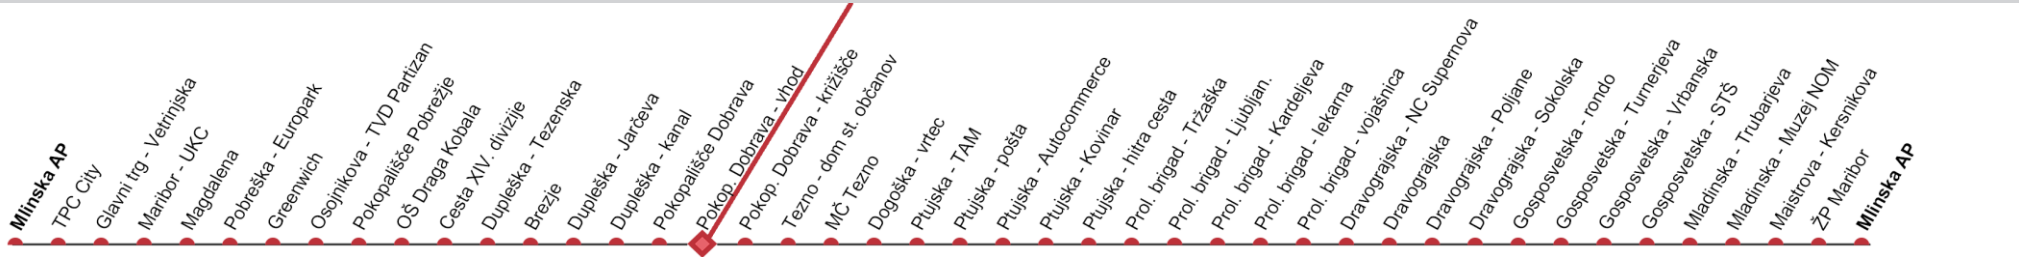 Mlinska AP
TPC City
Glavni trg - Vetrinjska
Maribor - UKC
Magdalena
Pobreška - Europark
Greenwich
Osojnikova - TVD Partizan
Pokopališče Pobrežje
OŠ Draga Kobala
Cesta XIV. divizije
Dupleška - Tezenska
Brezje
Dupleška - Jarčeva
Dupleška - kanal
Pokopališče Dobrava
Pokop. Dobrava - vhod
Pokop. Dobrava - križišče
Tezno - dom st. občanov
MČ Tezno
Dogoška - vrtec
Ptujska - TAM
Ptujska - pošta
Ptujska - Autocommerce
Ptujska - Kovinar
Ptujska - hitra cesta
Prol. brigad - Tržaška
Prol. brigad - Ljubljan.
Prol. brigad - Kardeljeva
Prol. brigad - lekarna
Prol. brigad - vojašnica
Dravograjska - NC Supernova
Dravograjska
Dravograjska - Poljane
Dravograjska - Sokolska
Gosposvetska - rondo
Gosposvetska - Turnerjeva
Gosposvetska - Vrbanska
Gosposvetska - STŠ
Mladinska - Trubarjeva
Mladinska - Muzej NOM
Maistrova - Kersnikova
ŽP Maribor
Mlinska AP